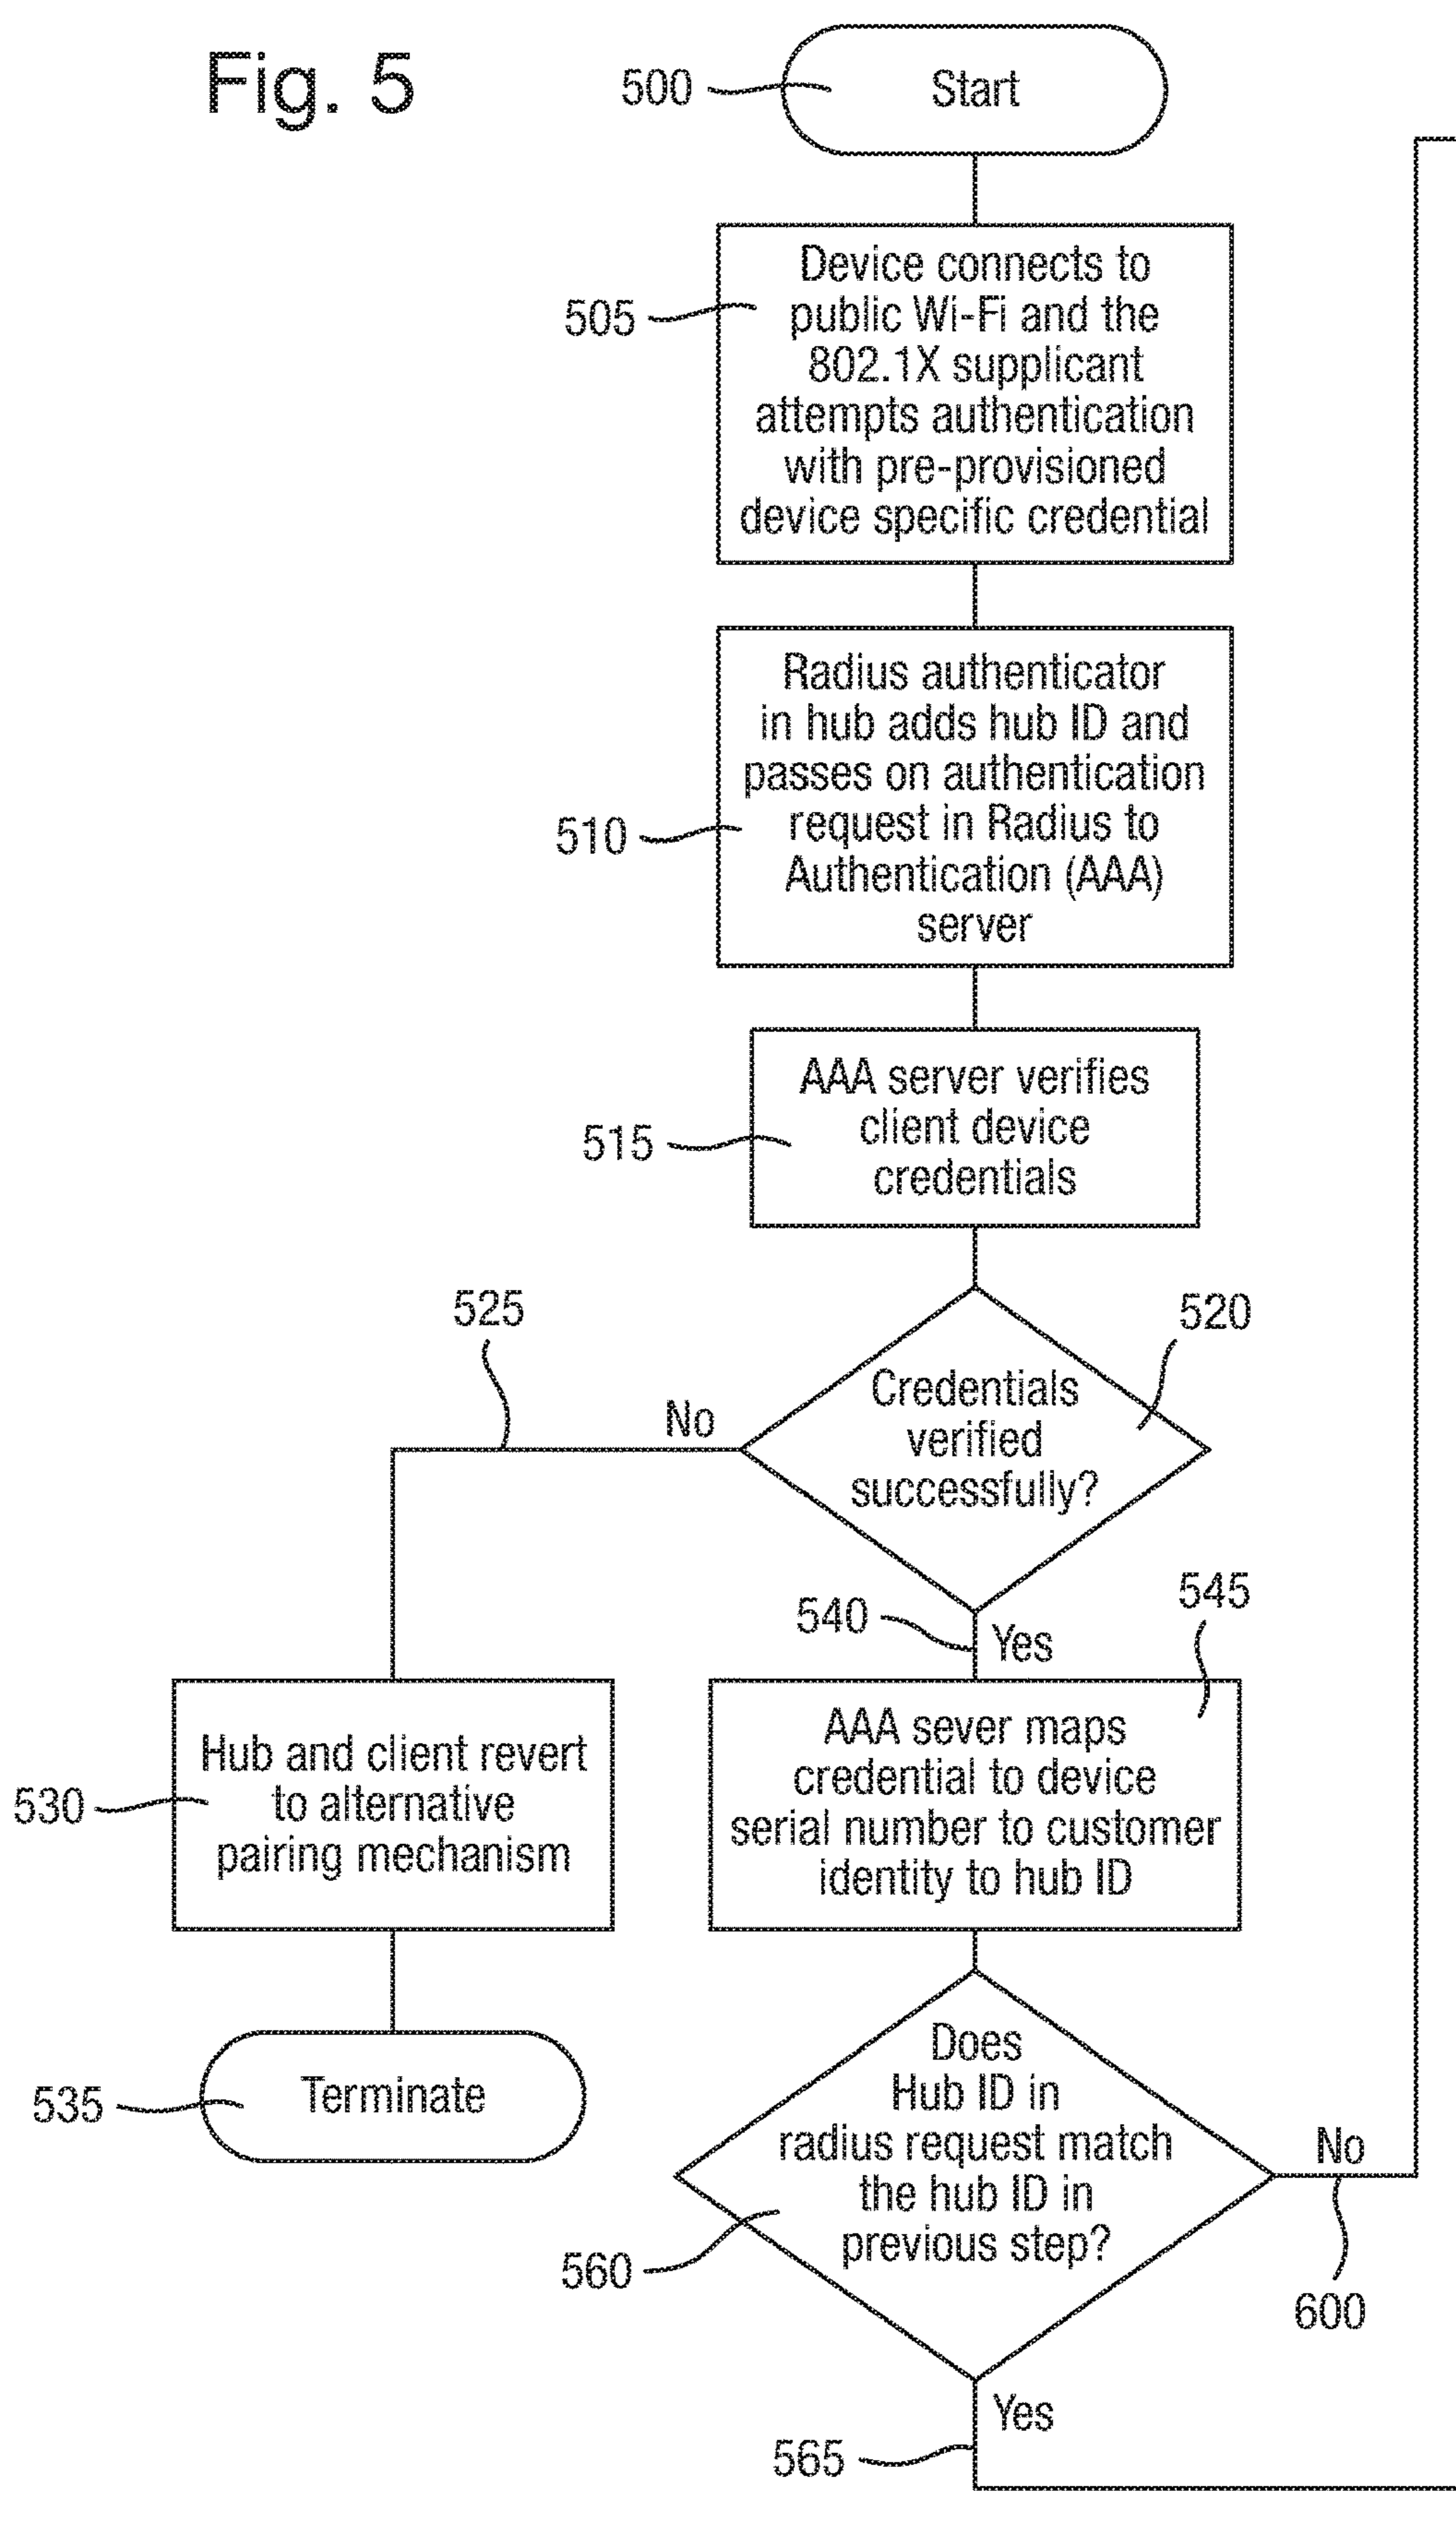 Fig. 5
500
Start
505
Device connects to
public Wi-Fi and the
802.1X supplicant
attempts authentication
with pre-provisioned
device specific credential
510
Radius authenticator
in hub adds hub ID and
passes on authentication
request in Radius to
Authentication (AAA)
server
515
AAA server verifies
client device
credentials
520
Credentials
verified
successfully?
525
No
530
Hub and client revert
to alternative
pairing mechanism
535
Terminate
540
Yes
545
AAA sever maps
credential to device
serial number to customer
identity to hub ID
560
Does
Hub ID in
radius request match
the hub ID in
previous step?
No
600
Yes
565